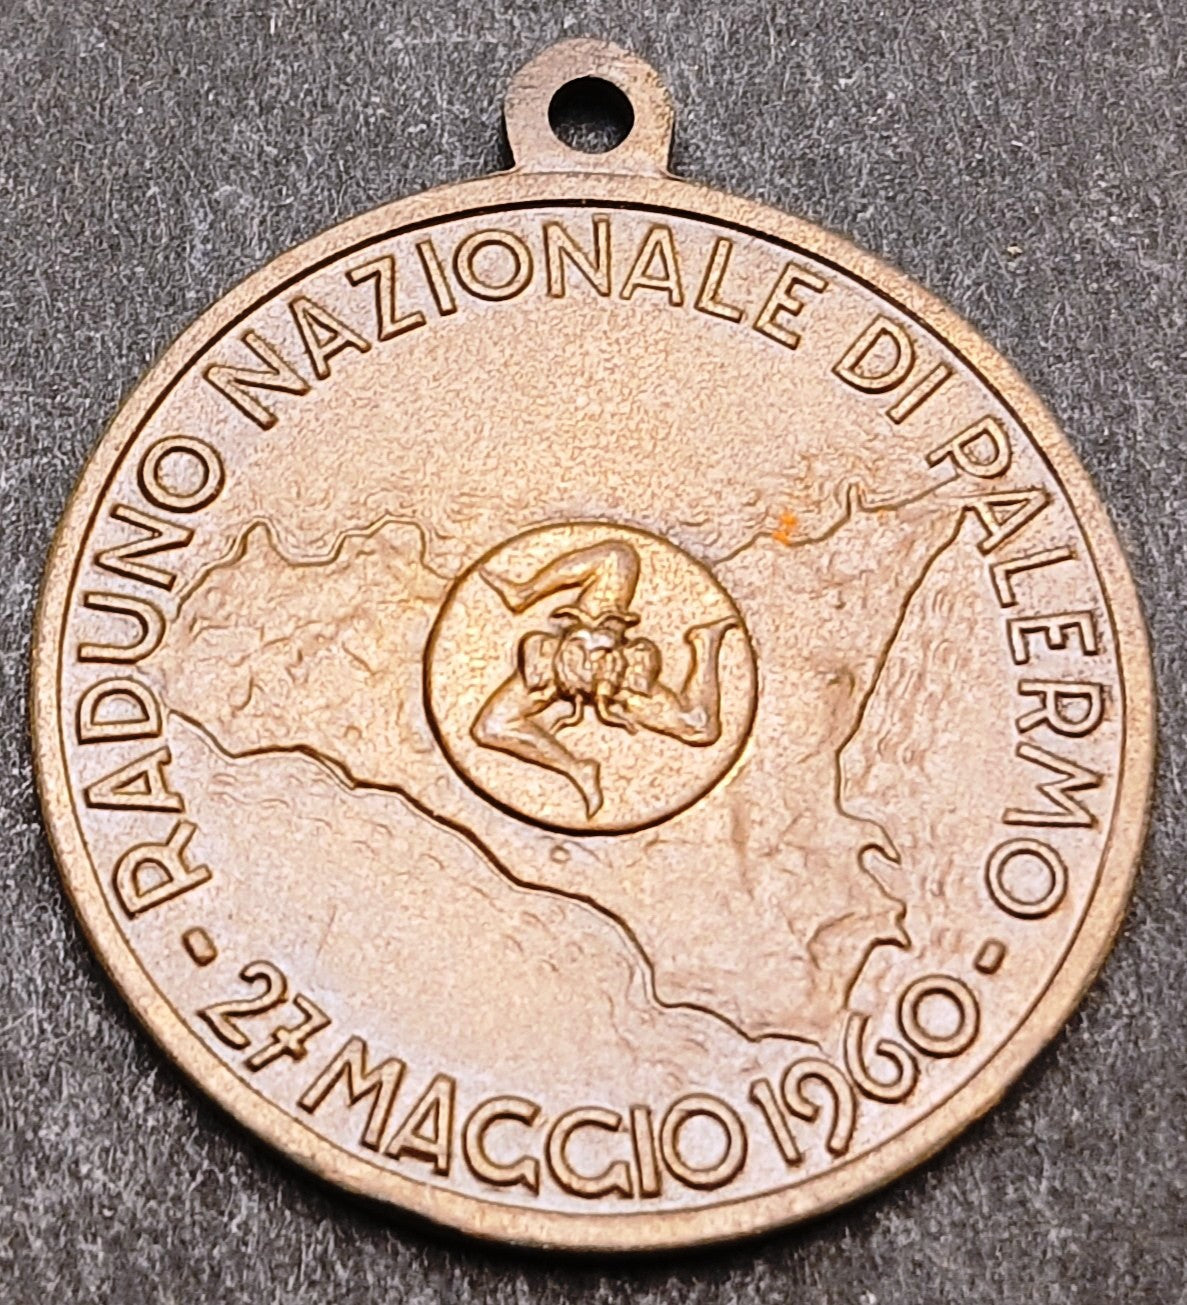 RADUNO NAZIONALE DI PALERMO
- 27 MAGGIO 1960 -